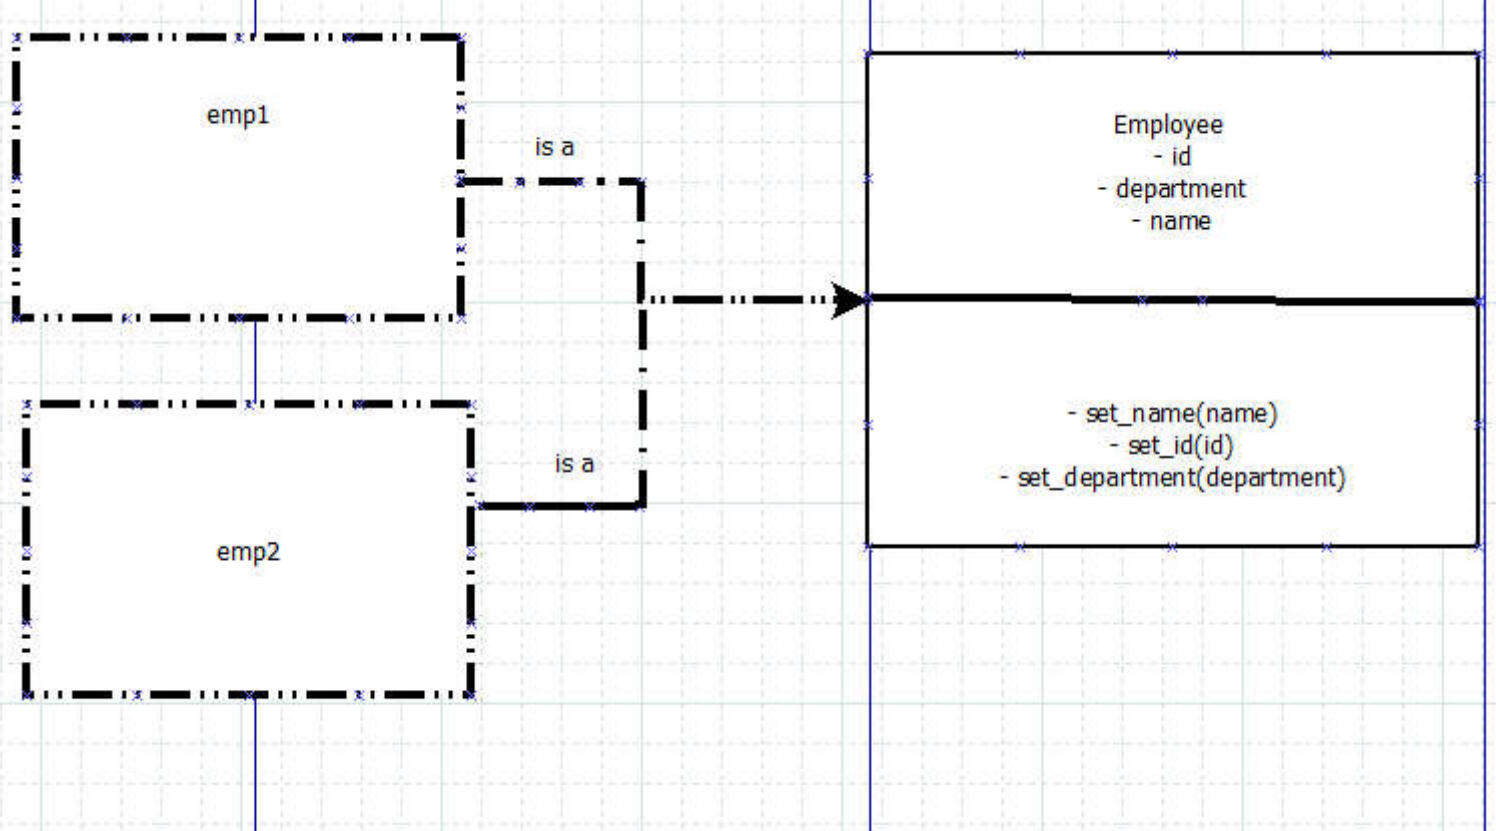 emp1
is a
Employee
- id
- department
- name
- set_name(name)
- set_id(id)
- set_department(department)
is a
emp2